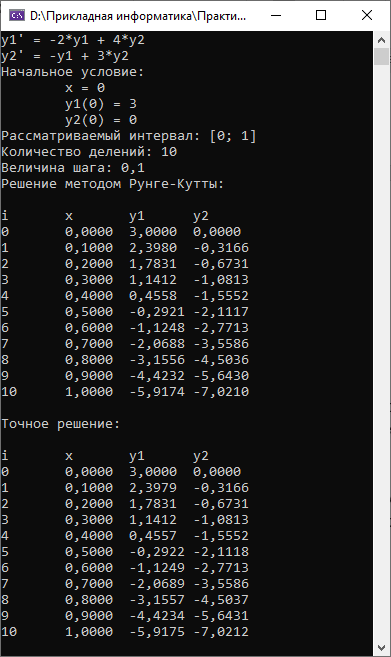 D:\Прикладная информатика\Практи...
y1' = -2*y1 + 4*y2
y2' = -y1 + 3*y2
Начальное условие:
x = 0
y1(0) = 3
y2(0) = 0
Рассматриваемый интервал: [0; 1]
Количество делений: 10
Величина шага: 0,1
Решение методом Рунге-Кутты:
i x y1 y2
0 0,0000 3,0000 0,0000
1 0,1000 2,3980 -0,3166
2 0,2000 1,7831 -0,6731
3 0,3000 1,1412 -1,0813
4 0,4000 0,4558 -1,5552
5 0,5000 -0,2921 -2,1117
6 0,6000 -1,1248 -2,7713
7 0,7000 -2,0688 -3,5586
8 0,8000 -3,1556 -4,5036
9 0,9000 -4,4232 -5,6430
10 1,0000 -5,9174 -7,0210
Точное решение:
i x y1 y2
0 0,0000 3,0000 0,0000
1 0,1000 2,3979 -0,3166
2 0,2000 1,7831 -0,6731
3 0,3000 1,1412 -1,0813
4 0,4000 0,4557 -1,5552
5 0,5000 -0,2922 -2,1118
6 0,6000 -1,1249 -2,7713
7 0,7000 -2,0689 -3,5586
8 0,8000 -3,1557 -4,5037
9 0,9000 -4,4234 -5,6431
10 1,0000 -5,9175 -7,0212